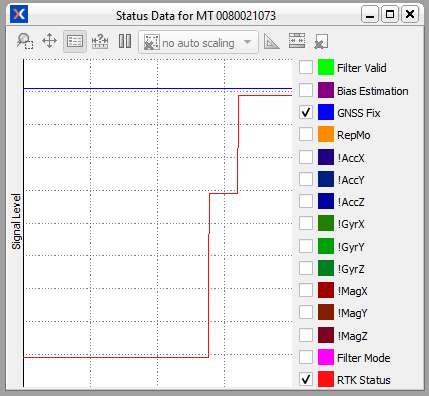 Status Data for MT 0080021073
no auto scaling
Signal Level
Filter Valid
Bias Estimation
GNSS Fix
RepMo
!AccX
!AccY
!AccZ
!GyrX
!GyrY
!GyrZ
!MagX
!MagY
!MagZ
Filter Mode
RTK Status